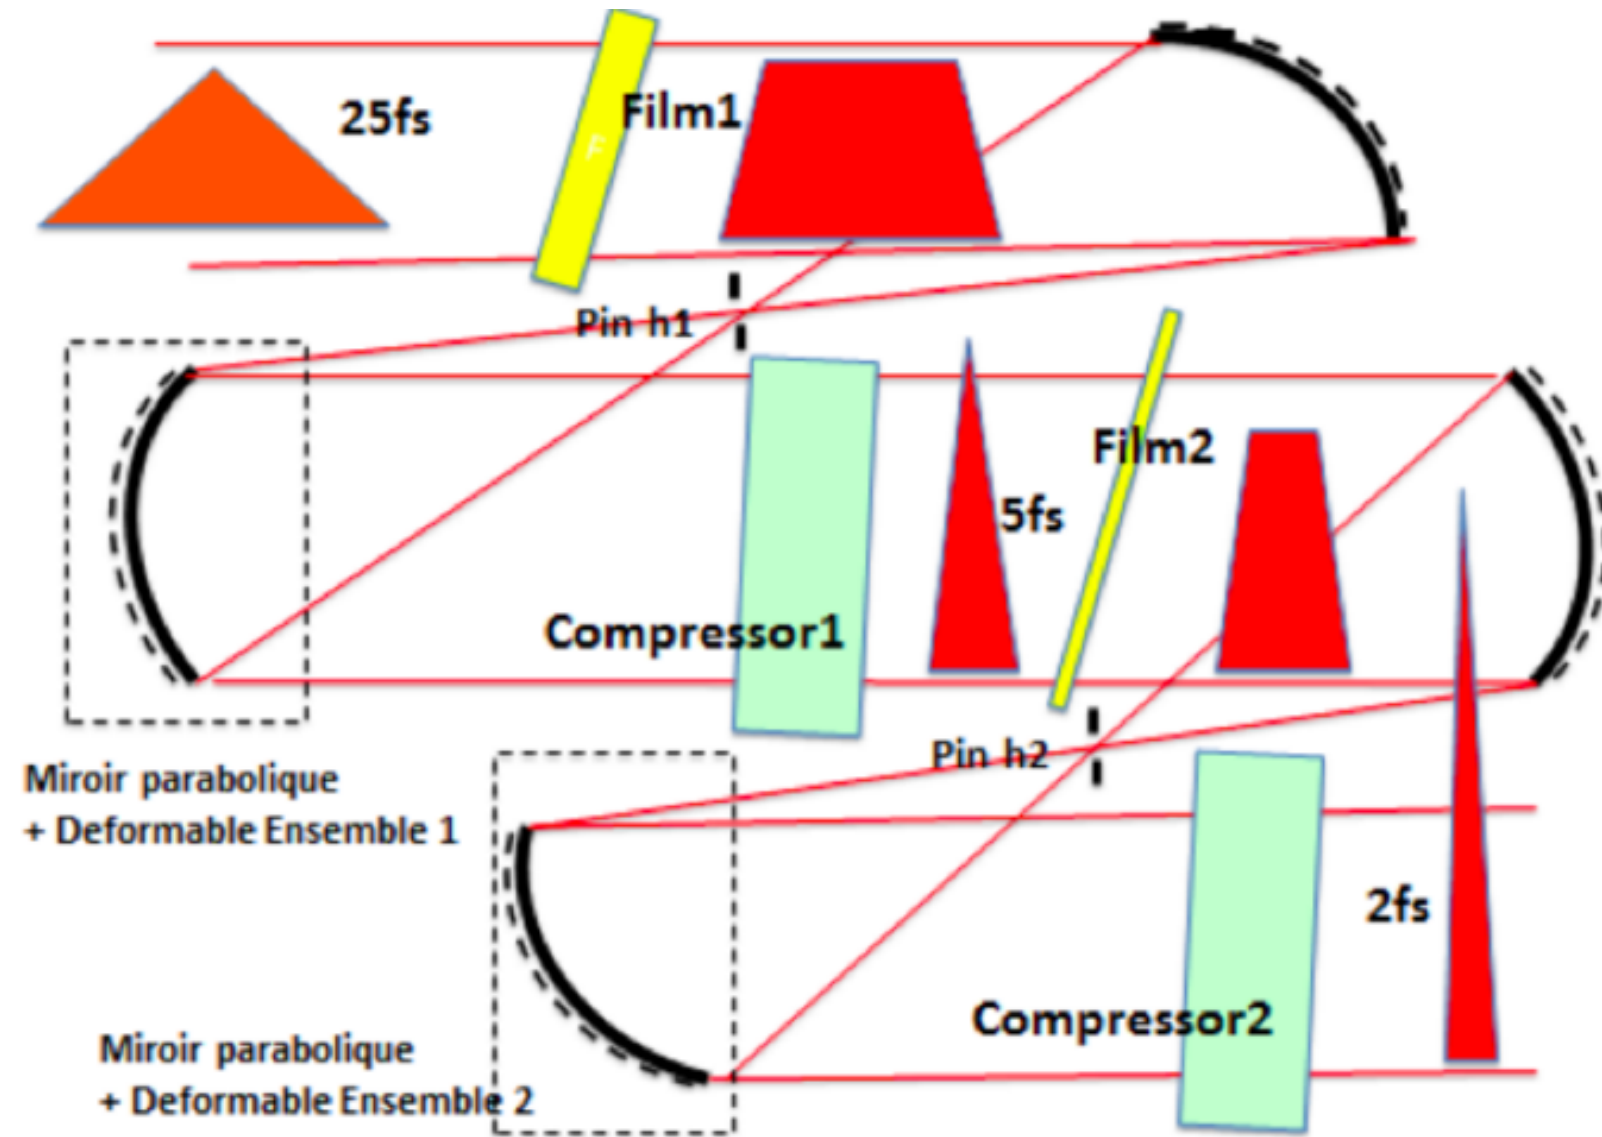 25fs
Film1
F
Pin h1
Film2
5fs
Compressor1
Pin h2
Miroir parabolique
+ Deformable Ensemble 1
2fs
Compressor2
Miroir parabolique
+ Deformable Ensemble 2